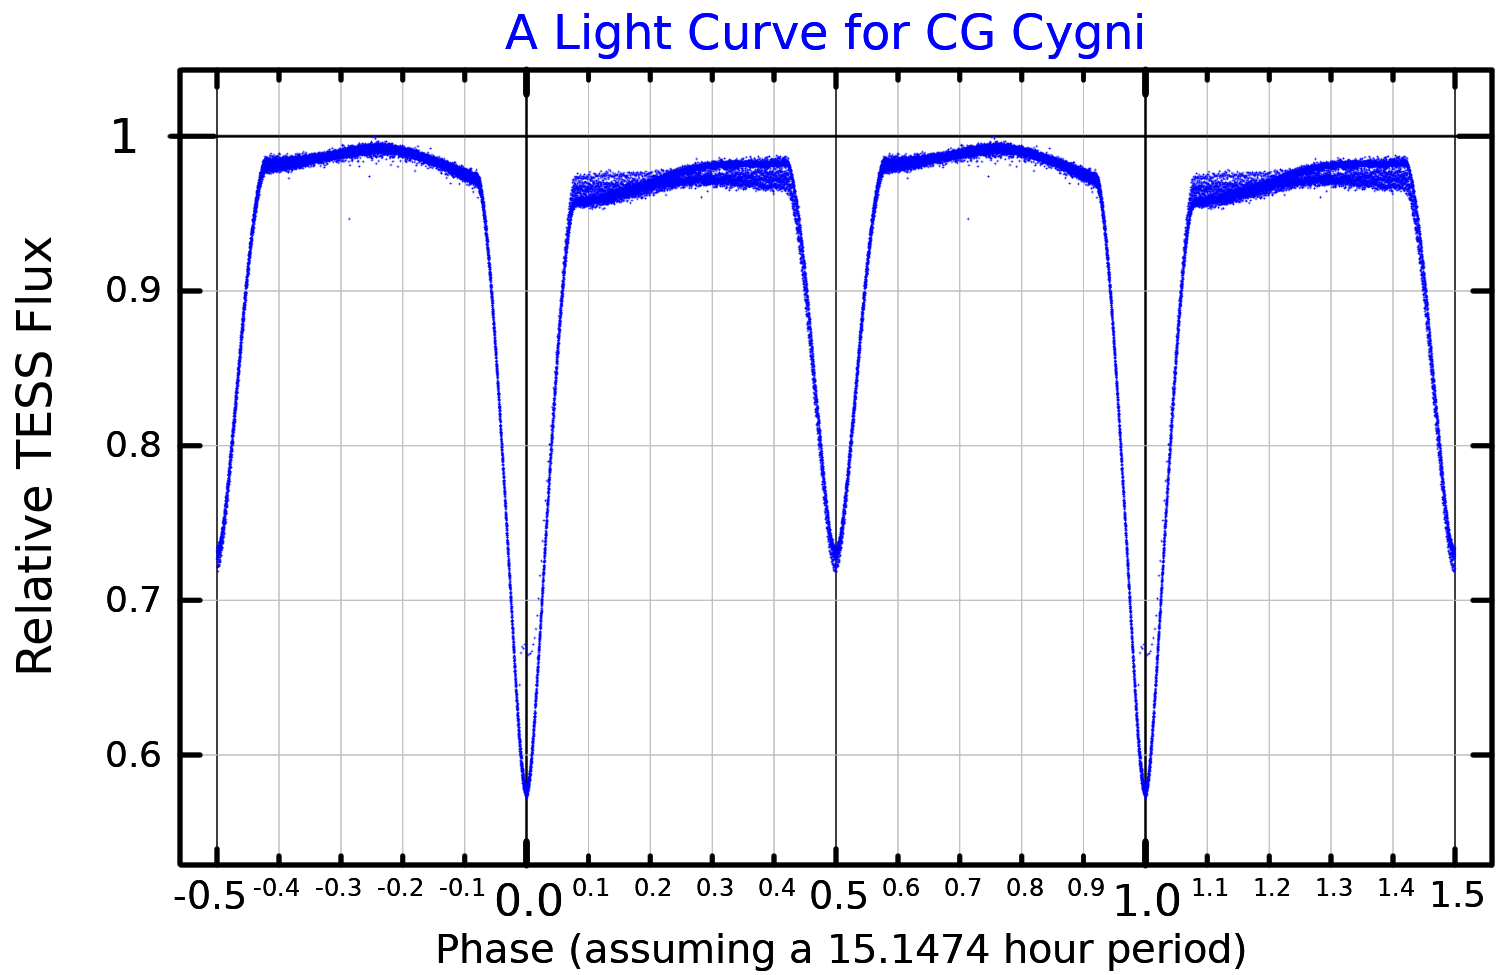 A Light Curve for CG Cygni
Relative TESS Flux
1
0.9
0.8
0.7
0.6
-0.5 -0.4 -0.3 -0.2 -0.1 0.0 0.1 0.2 0.3 0.4 0.5 0.6 0.7 0.8 0.9 1.0 1.1 1.2 1.3 1.4 1.5
Phase (assuming a 15.1474 hour period)